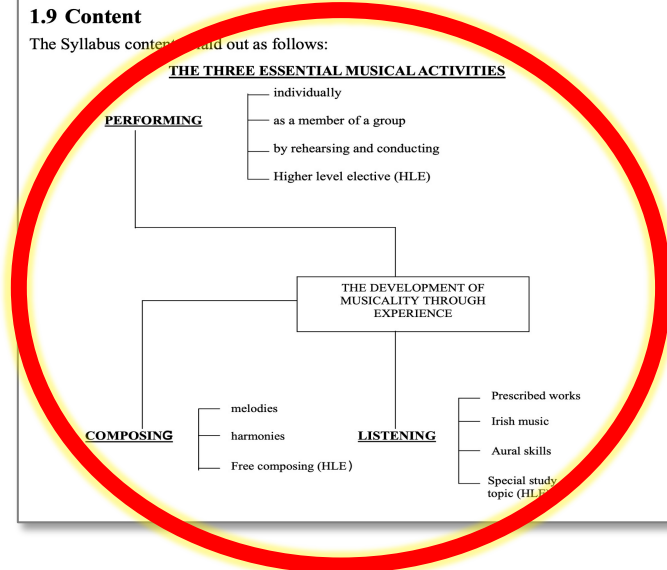 1.9 Content
The Syllabus content laid out as follows:
THE THREE ESSENTIAL MUSICAL ACTIVITIES
PERFORMING
individually
as a member of a group
by rehearsing and conducting
Higher level elective (HLE)
THE DEVELOPMENT OF
MUSICALITY THROUGH
EXPERIENCE
COMPOSING
melodies
harmonies
Free composing (HLE)
LISTENING
Prescribed works
Irish music
Aural skills
Special study
topic (HLE)